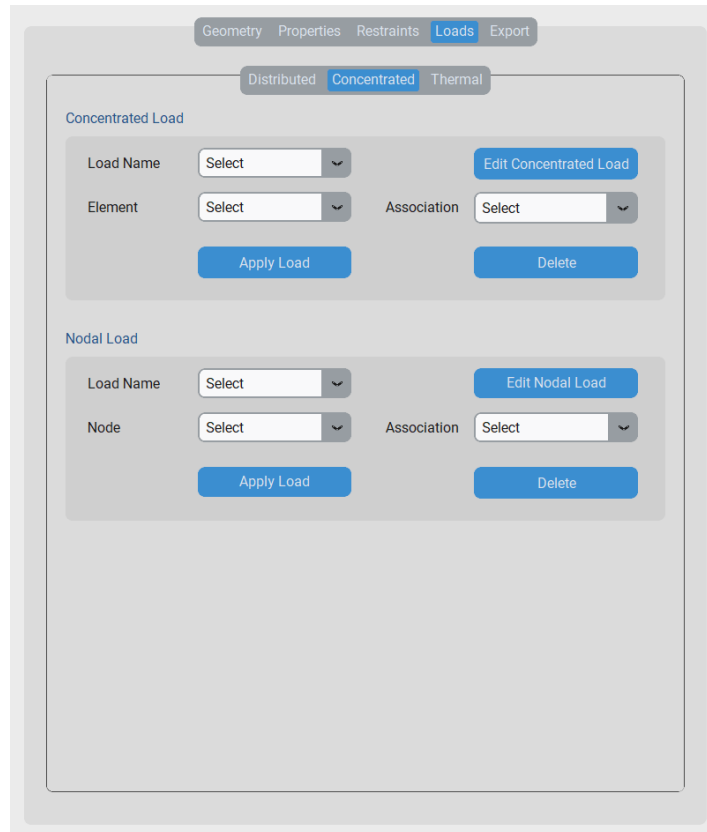 Geometry Properties Restraints Loads Export
Distributed Concentrated Thermal
Concentrated Load
Load Name Select Edit Concentrated Load
Element Select Association Select
Apply Load Delete
Nodal Load
Load Name Select Edit Nodal Load
Node Select Association Select
Apply Load Delete